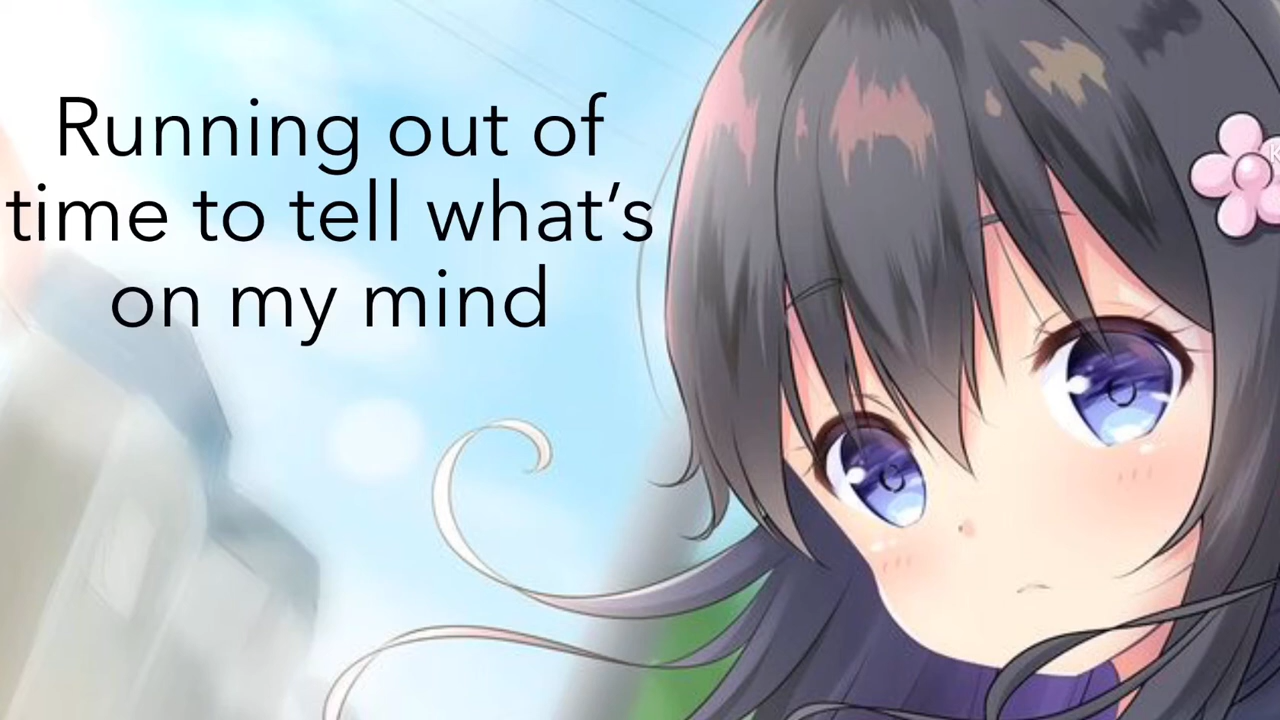 Running out of
time to tell what’s
on my mind